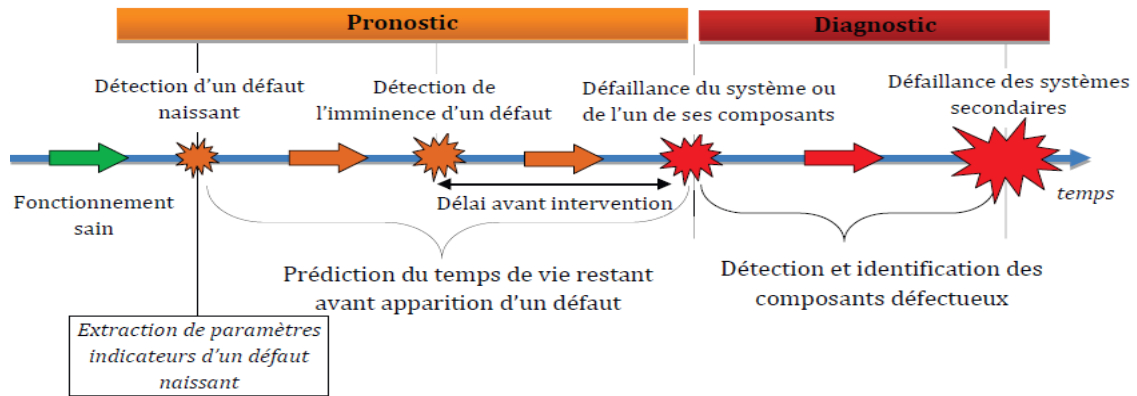 Pronostic
Diagnostic
Détection d’un défaut
naissant
Détection de
l’imminence d’un défaut
Défaillance du système ou
de l’un de ses composants
Défaillance des systèmes
secondaires
Fonctionnement
sain
Délai avant intervention
temps
Prédiction du temps de vie restant
avant apparition d’un défaut
Détection et identification des
composants défectueux
Extraction de paramètres
indicateurs d’un défaut
naissant